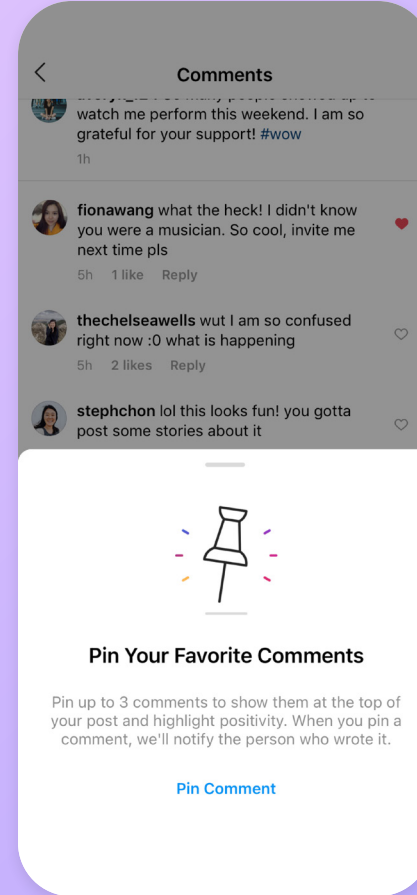 Comments
watch me perform this weekend. I am so
grateful for your support! #wow
1h
fionawang what the heck! I didn't know
you were a musician. So cool, invite me
next time pls
5h 1 like Reply
thechelseawells wut I am so confused
right now :0 what is happening
5h 2 likes Reply
stephchon lol this looks fun! you gotta
post some stories about it
Pin Your Favorite Comments
Pin up to 3 comments to show them at the top of
your post and highlight positivity. When you pin a
comment, we'll notify the person who wrote it.
Pin Comment